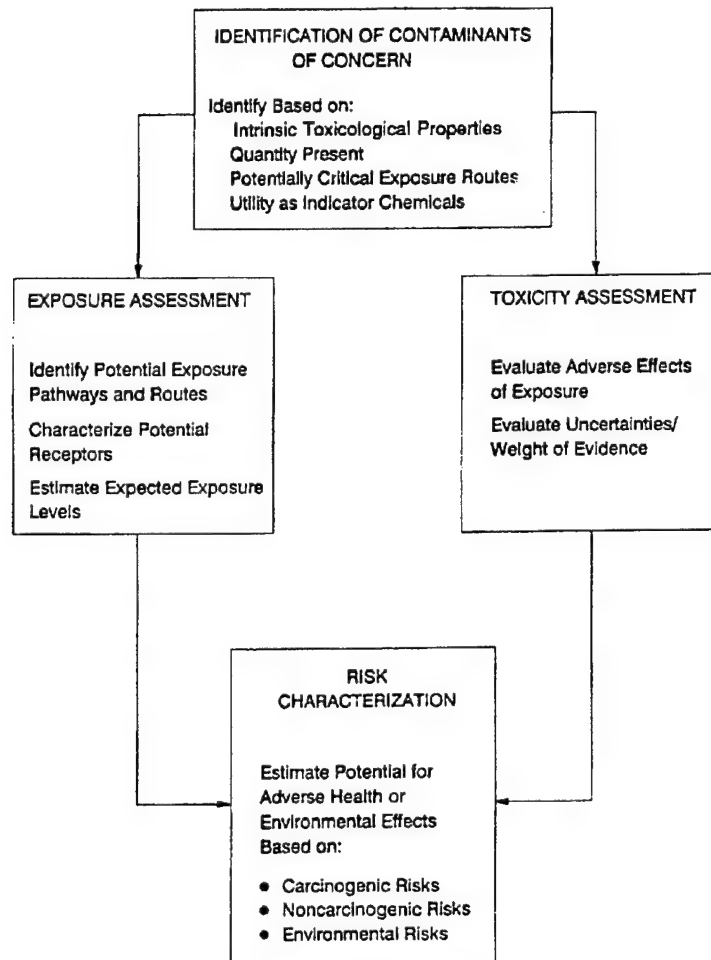 IDENTIFICATION OF CONTAMINANTS
OF CONCERN
Identify Based on:
Intrinsic Toxicological Properties
Quantity Present
Potentially Critical Exposure Routes
Utility as Indicator Chemicals
EXPOSURE ASSESSMENT
Identify Potential Exposure
Pathways and Routes
Characterize Potential
Receptors
Estimate Expected Exposure
Levels
TOXICITY ASSESSMENT
Evaluate Adverse Effects
of Exposure
Evaluate Uncertainties/
Weight of Evidence
RISK
CHARACTERIZATION
Estimate Potential for
Adverse Health or
Environmental Effects
Based on:
• Carcinogenic Risks
• Noncarcinogenic Risks
• Environmental Risks